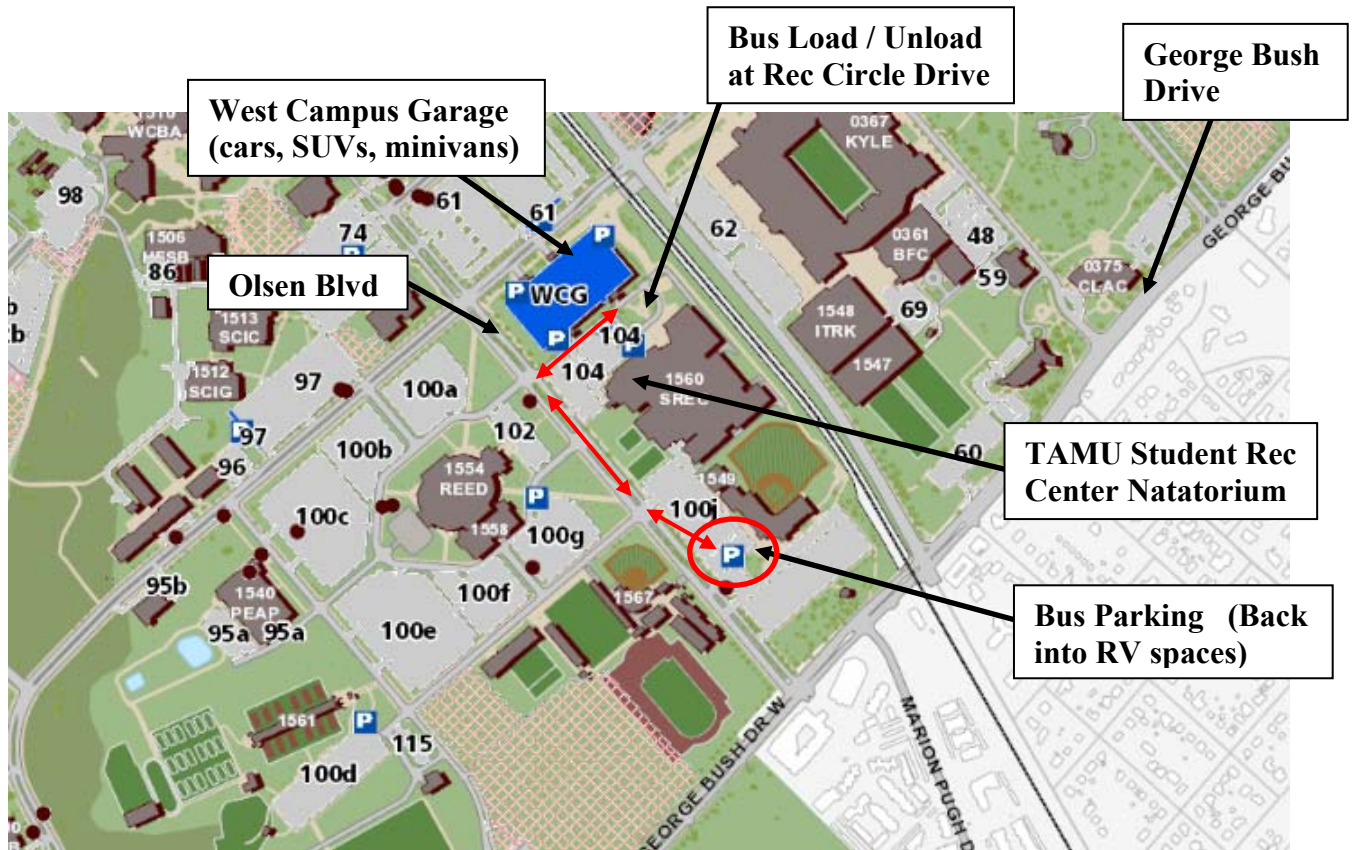 Bus Load / Unload
at Rec Circle Drive
George Bush
Drive
West Campus Garage
(cars, SUVs, minivans)
Olsen Blvd
TAMU Student Rec
Center Natatorium
Bus Parking (Back
into RV spaces)
WCBA
0367
KYLE
98
61
61
62
P
74
1506
86
WCG
P
P
48
0361
BFC
59
0375
CLAC
GEORGE BU
1513
SCIC
1548
ITRK
69
104
104
1547
1512
SCIG
97
100a
1560
SREC
97
96
100b
102
60
1554
REED
P
1549
100j
100c
1558
100g
P
95b
1540
PEAP
95a
95a
100f
1567
100e
1561
P
115
100d
GEORGE BUSH DR W
MARION PUGH D